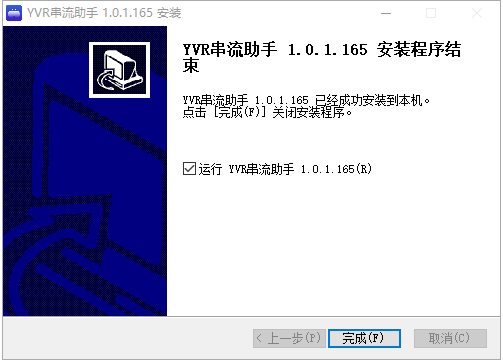 YVR串流助手 1.0.1.165 安装
YVR串流助手 1.0.1.165 安装程序结
束
YVR串流助手 1.0.1.165 已经成功安装到本机。
点击 [完成(F)] 关闭安装程序。
运行 YVR串流助手 1.0.1.165(R)
< 上一步(P)
完成(F)
取消(C)